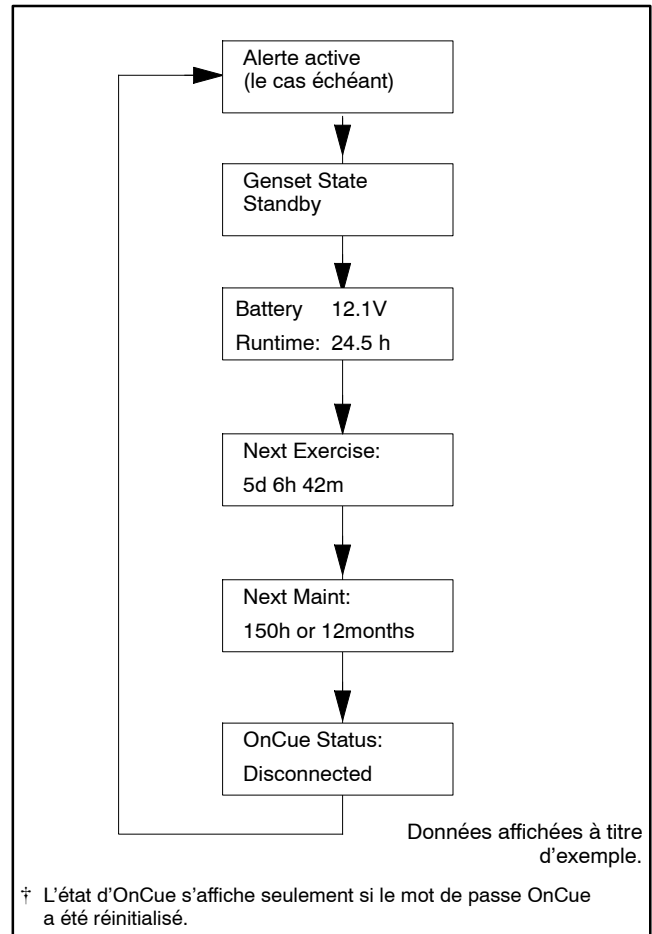 Alerte active
(le cas échéant)
Genset State
Standby
Battery 12.1V
Runtime: 24.5 h
Next Exercise:
5d 6h 42m
Next Maint:
150h or 12months
OnCue Status:
Disconnected
Données affichées à titre
d’exemple.
† L’état d’OnCue s’affiche seulement si le mot de passe OnCue
a été réinitialisé.